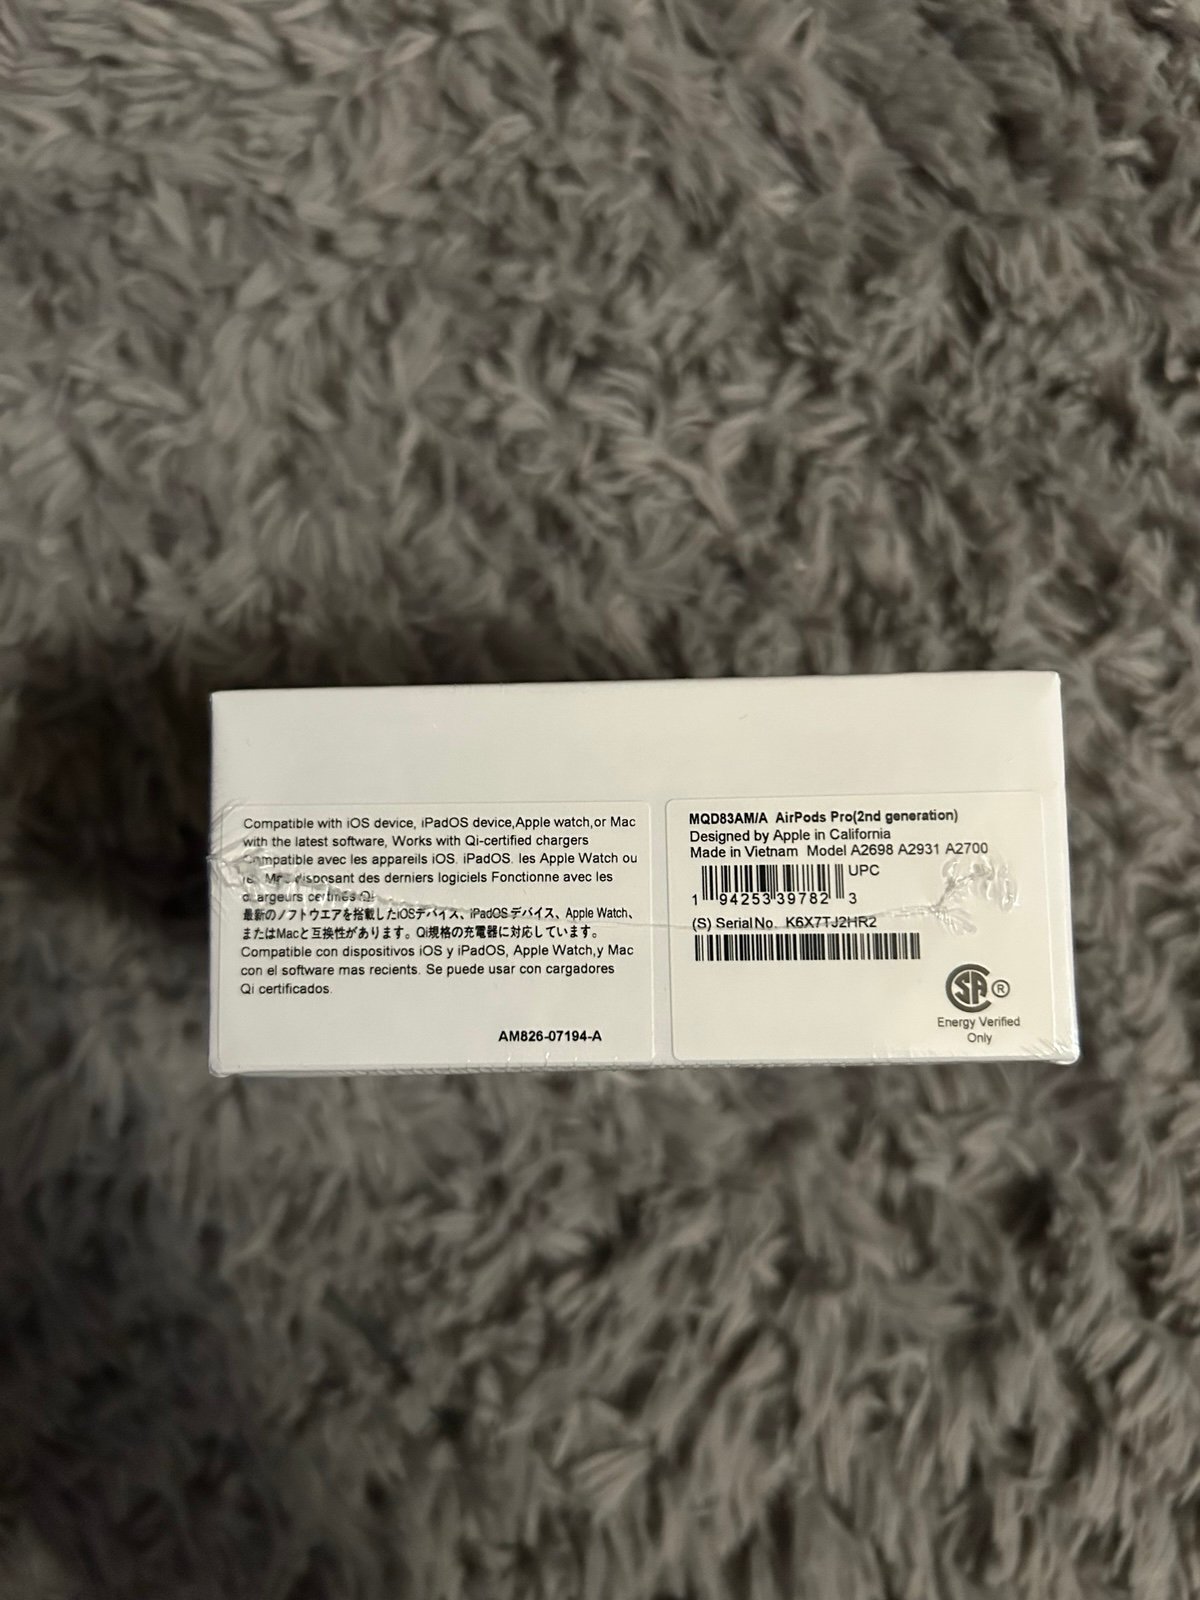 Compatible with iOS device, iPadOS device,Apple watch,or Mac
with the latest software, Works with Qi-certified chargers
Compatible avec les appareils iOS. iPadOS. les Apple Watch ou
les Mac disposant des derniers logiciels Fonctionne avec les
chargeurs certifiés Qi
最新のソフトウエアを搭載したiOSデバイス、iPadOSデバイス、Apple Watch、
またはMacと互換性があります。Qi規格の充電器に対応しています。
Compatible con dispositivos iOS y iPadOS, Apple Watch,y Mac
con el software mas recients. Se puede usar con cargadores
Qi certificados.
AM826-07194-A
MQD83AM/A AirPods Pro(2nd generation)
Designed by Apple in California
Made in Vietnam Model A2698 A2931 A2700
UPC
1 94253 39782 3
(S) Serial No. K6X7TJ2HR2
SA ®
Energy Verified
Only